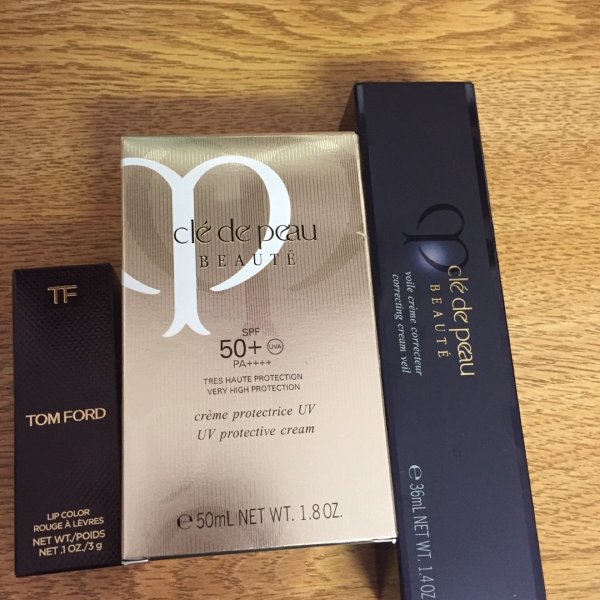 TF
TOM FORD
LIP COLOR
ROUGE À LÈVRES
NET WT./POIDS
NET .1 OZ./3 g
clé de peau
BEAUTÉ
SPF
50+ UVA
PA++++
TRES HAUTE PROTECTION
VERY HIGH PROTECTION
crème protectrice UV
UV protective cream
℮ 50mL NET WT. 1.8 OZ.
clé de peau
BEAUTÉ
voile crème correcteur
correcting cream veil
℮ 36mL NET WT. 1.4 OZ